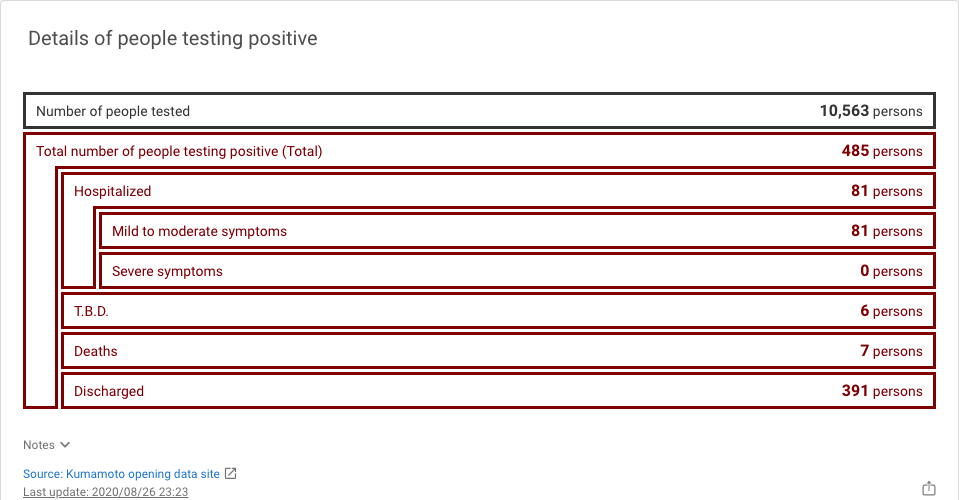 Details of people testing positive
Number of people tested 10,563 persons
Total number of people testing positive (Total) 485 persons
Hospitalized 81 persons
Mild to moderate symptoms 81 persons
Severe symptoms 0 persons
T.B.D. 6 persons
Deaths 7 persons
Discharged 391 persons
Notes
Source: Kumamoto opening data site
Last update: 2020/08/26 23:23